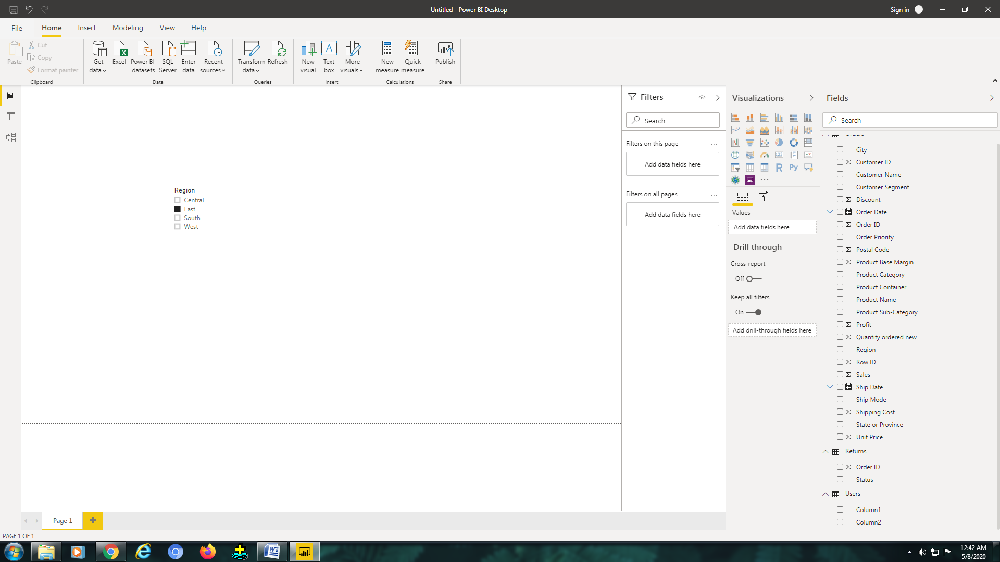 Untitled - Power BI Desktop
Sign in
File
Home
Insert
Modeling
View
Help
Paste
Cut
Copy
Format painter
Clipboard
Get data
Excel
Power BI datasets
SQL Server
Enter data
Recent sources
Data
Transform data
Refresh
Queries
New visual
Text box
More visuals
Insert
New measure
Quick measure
Calculations
Publish
Share
Region
Central
East
South
West
Filters
Search
Filters on this page
...
Add data fields here
Filters on all pages
...
Add data fields here
Visualizations
R
Py
123
...
Values
Add data fields here
Drill through
Cross-report
Off
Keep all filters
On
Add drill-through fields here
Fields
Search
City
Σ Customer ID
Customer Name
Customer Segment
Σ Discount
Order Date
Σ Order ID
Order Priority
Σ Postal Code
Σ Product Base Margin
Product Category
Product Container
Product Name
Product Sub-Category
Σ Profit
Σ Quantity ordered new
Region
Σ Row ID
Σ Sales
Ship Date
Ship Mode
Σ Shipping Cost
State or Province
Σ Unit Price
Returns
Σ Order ID
Status
Users
Column1
Column2
Page 1
+
PAGE 1 OF 1
12:42 AM
5/8/2020